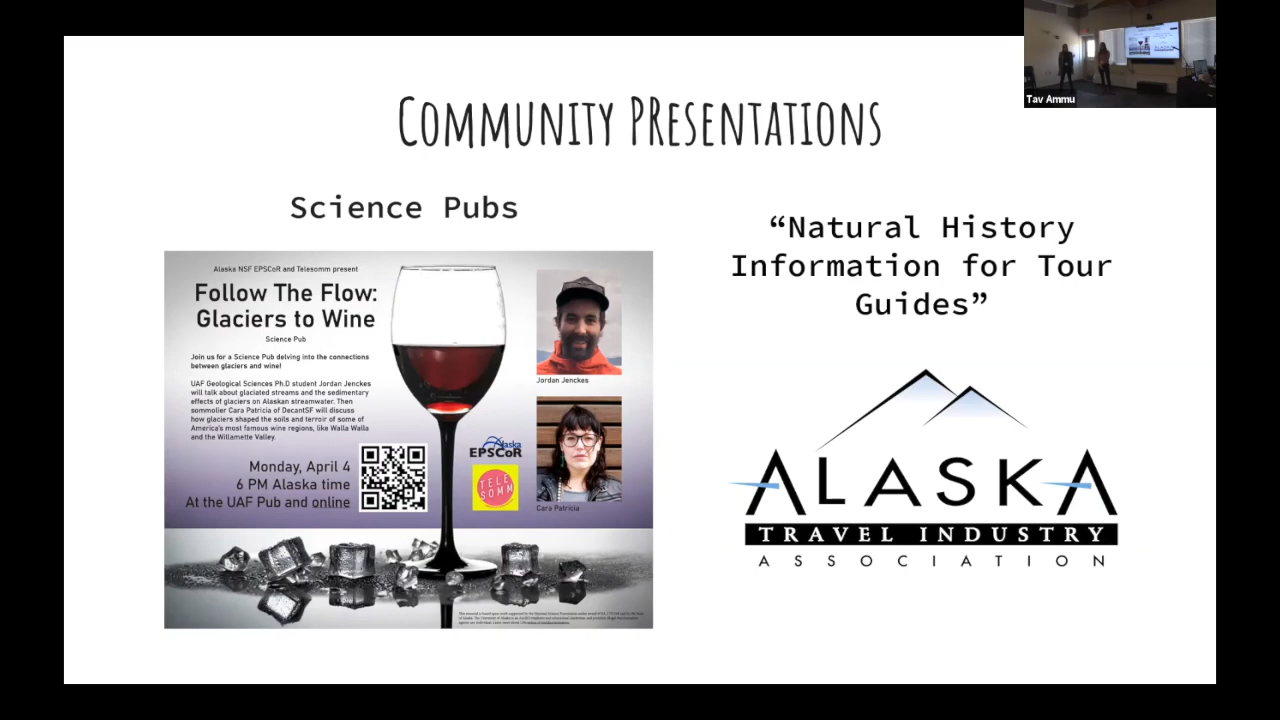 Tav Ammu
COMMUNITY PRESENTATIONS
Science Pubs
Alaska NSF EPSCoR and Telesomm present
Follow The Flow:
Glaciers to Wine
Science Pub
Join us for a Science Pub delving into the connections
between glaciers and wine!
UAF Geological Sciences Ph.D student Jordan Jenckes
will talk about glaciated streams and the sedimentary
effects of glaciers on Alaskan streamwater. Then
sommolier Cara Patricia of DecantSF will discuss
how glaciers shaped the soils and terroir of some of
America's most famous wine regions, like Walla Walla
and the Willamette Valley.
Monday, April 4
6 PM Alaska time
At the UAF Pub and online
Jordan Jenckes
Alaska
EPSCoR
TELE
SOMM
Cara Patricia
“Natural History
Information for Tour
Guides”
ALASKA
TRAVEL INDUSTRY
ASSOCIATION